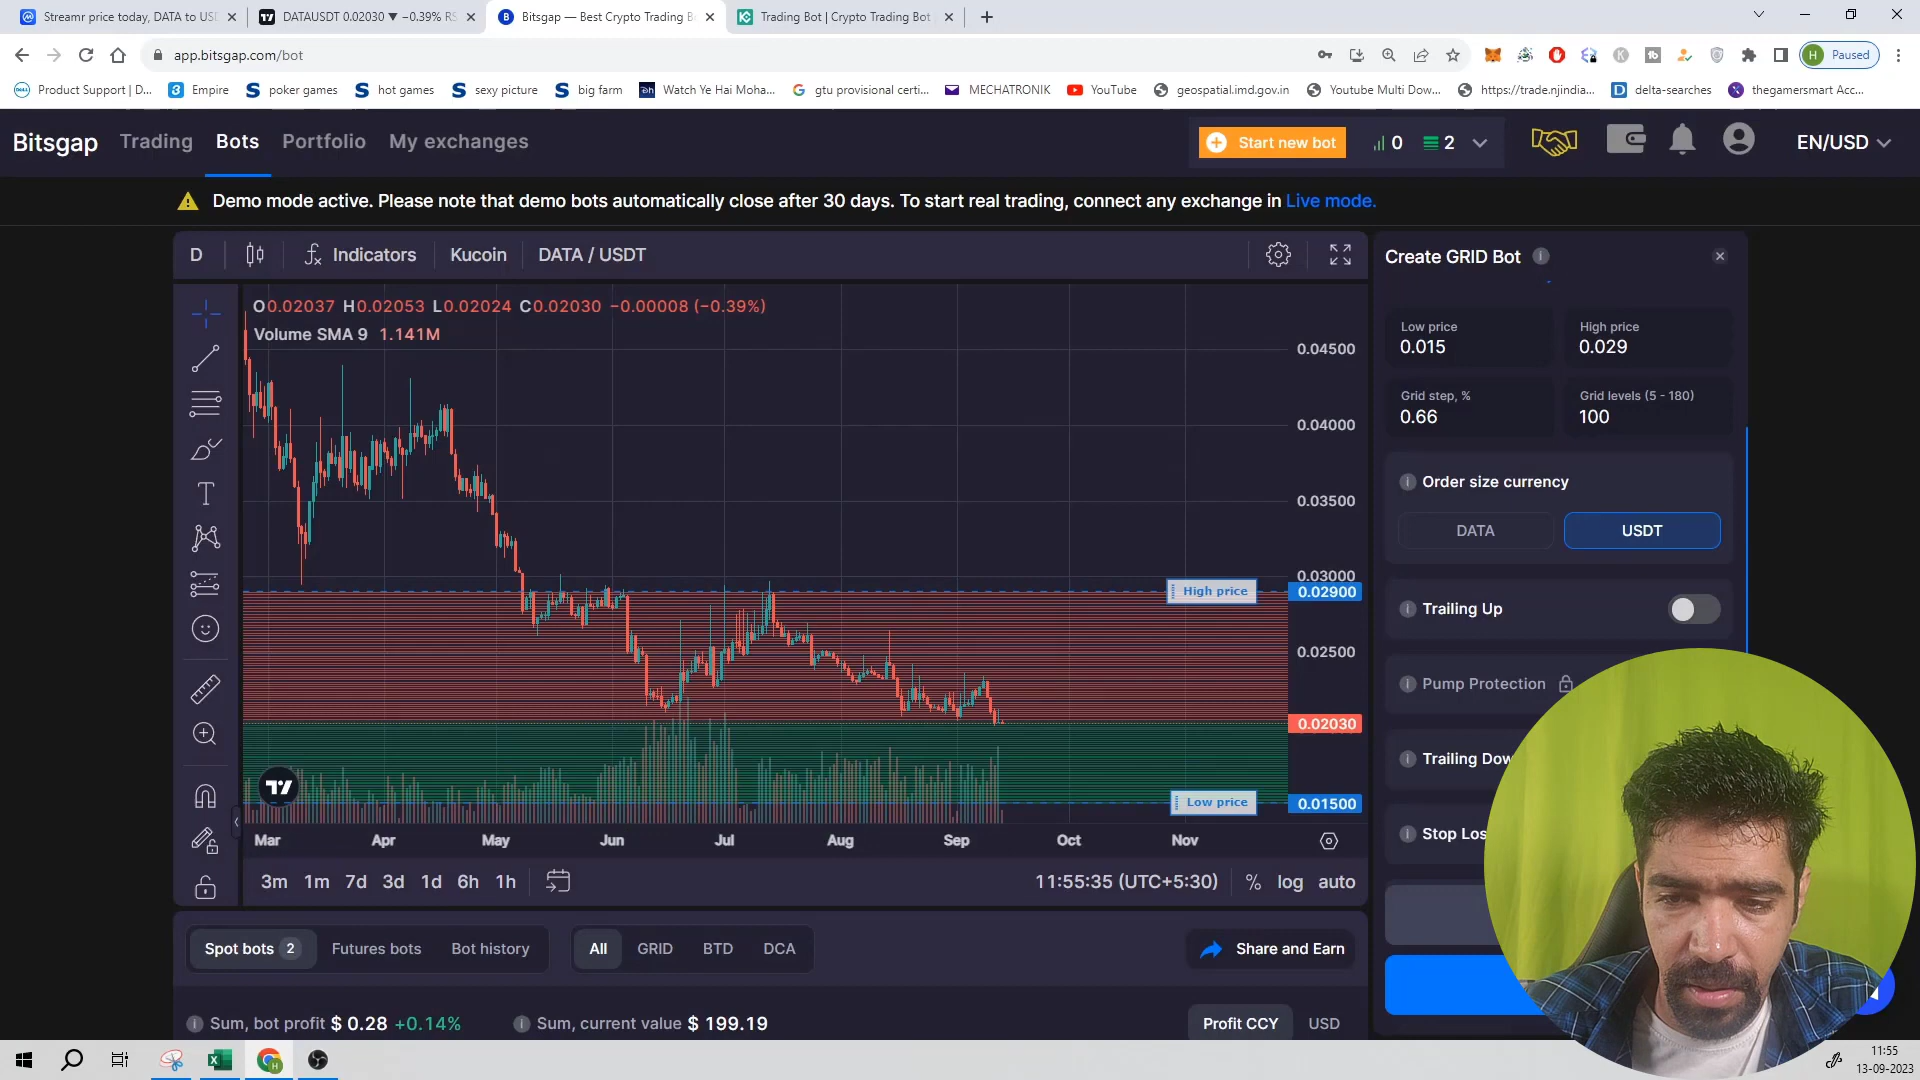 Streamr price today, DATA to USD
DATAUSDT 0.02030 ▼ −0.39% RS
Bitsgap — Best Crypto Trading B
Trading Bot | Crypto Trading Bot
app.bitsgap.com/bot
Paused
Product Support | D...
Empire
poker games
hot games
sexy picture
big farm
Watch Ye Hai Moha...
gtu provisional certi...
MECHATRONIK
YouTube
geospatial.imd.gov.in
Youtube Multi Dow...
https://trade.njindia...
delta-searches
thegamersmart Acc...
Bitsgap
Trading
Bots
Portfolio
My exchanges
Start new bot
0
2
EN/USD
Demo mode active. Please note that demo bots automatically close after 30 days. To start real trading, connect any exchange in Live mode.
D
Indicators
Kucoin
DATA / USDT
Create GRID Bot
O0.02037 H0.02053 L0.02024 C0.02030 −0.00008 (−0.39%)
Volume SMA 9 1.141M
Low price
0.015
High price
0.029
Grid step, %
0.66
Grid levels (5 - 180)
100
Order size currency
DATA
USDT
Trailing Up
Pump Protection
Trailing Dow
Stop Los
0.04500
0.04000
0.03500
0.03000
High price
0.02900
0.02500
0.02030
Low price
0.01500
Mar
Apr
May
Jun
Jul
Aug
Sep
Oct
Nov
3m
1m
7d
3d
1d
6h
1h
11:55:35 (UTC+5:30)
%
log
auto
Spot bots 2
Futures bots
Bot history
All
GRID
BTD
DCA
Share and Earn
Sum, bot profit $ 0.28 +0.14%
Sum, current value $ 199.19
Profit CCY
USD
11:55
13-09-2023